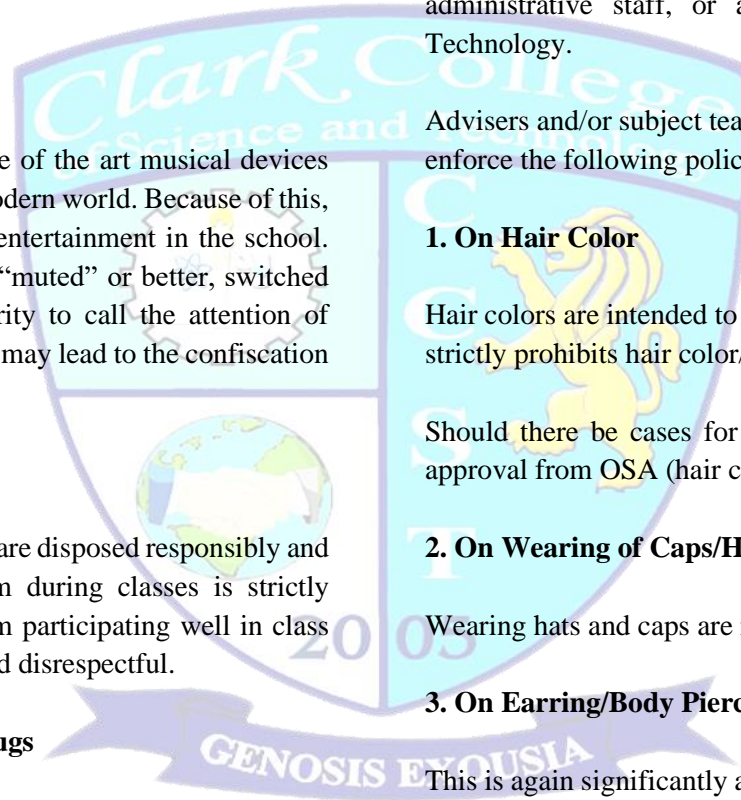 e of the art musical devices
odern world. Because of this,
entertainment in the school.
“muted” or better, switched
rity to call the attention of
may lead to the confiscation
are disposed responsibly and
m during classes is strictly
m participating well in class
d disrespectful.
ugs
administrative staff, or a
Technology.
Advisers and/or subject tea
enforce the following polic
1. On Hair Color
Hair colors are intended to
strictly prohibits hair color/
Should there be cases for
approval from OSA (hair c
2. On Wearing of Caps/H
Wearing hats and caps are
3. On Earring/Body Pierc
This is again significantly a
Clark College
of Science and Technology
C
C
S
T
2005
GENOSIS EXOUSIA